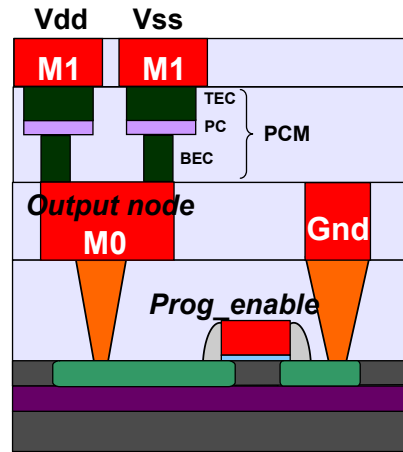 Vdd Vss
M1 M1
TEC
PC
PCM
BEC
Output node
M0
Gnd
Prog_enable